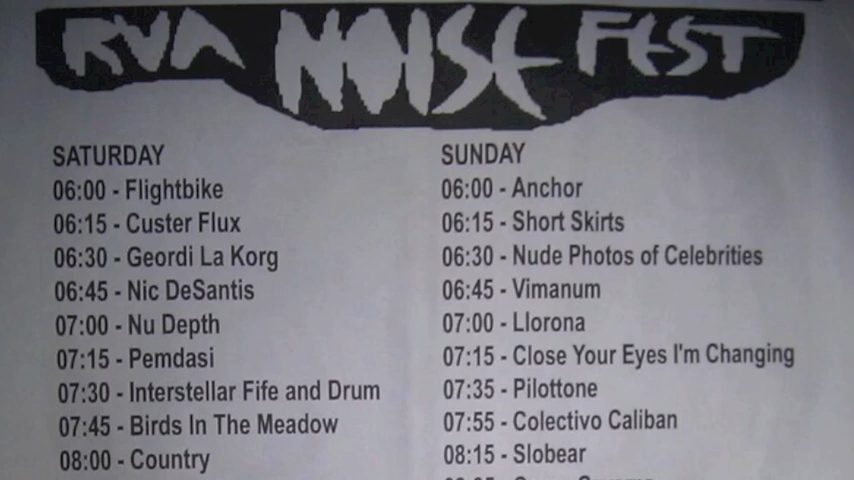 RVA NOISE FEST
SATURDAY
06:00 - Flightbike
06:15 - Custer Flux
06:30 - Geordi La Korg
06:45 - Nic DeSantis
07:00 - Nu Depth
07:15 - Pemdasi
07:30 - Interstellar Fife and Drum
07:45 - Birds In The Meadow
08:00 - Country
SUNDAY
06:00 - Anchor
06:15 - Short Skirts
06:30 - Nude Photos of Celebrities
06:45 - Vimanum
07:00 - Llorona
07:15 - Close Your Eyes I'm Changing
07:35 - Pilottone
07:55 - Colectivo Caliban
08:15 - Slobear